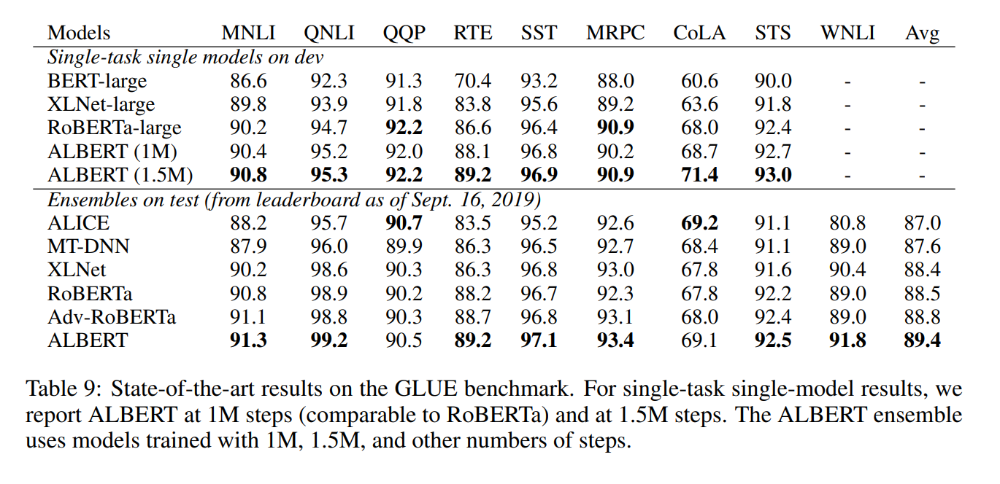 Models MNLI QNLI QQP RTE SST MRPC CoLA STS WNLI Avg
Single-task single models on dev
BERT-large 86.6 92.3 91.3 70.4 93.2 88.0 60.6 90.0 - -
XLNet-large 89.8 93.9 91.8 83.8 95.6 89.2 63.6 91.8 - -
RoBERTa-large 90.2 94.7 92.2 86.6 96.4 90.9 68.0 92.4 - -
ALBERT (1M) 90.4 95.2 92.0 88.1 96.8 90.2 68.7 92.7 - -
ALBERT (1.5M) 90.8 95.3 92.2 89.2 96.9 90.9 71.4 93.0 - -
Ensembles on test (from leaderboard as of Sept. 16, 2019)
ALICE 88.2 95.7 90.7 83.5 95.2 92.6 69.2 91.1 80.8 87.0
MT-DNN 87.9 96.0 89.9 86.3 96.5 92.7 68.4 91.1 89.0 87.6
XLNet 90.2 98.6 90.3 86.3 96.8 93.0 67.8 91.6 90.4 88.4
RoBERTa 90.8 98.9 90.2 88.2 96.7 92.3 67.8 92.2 89.0 88.5
Adv-RoBERTa 91.1 98.8 90.3 88.7 96.8 93.1 68.0 92.4 89.0 88.8
ALBERT 91.3 99.2 90.5 89.2 97.1 93.4 69.1 92.5 91.8 89.4
Table 9: State-of-the-art results on the GLUE benchmark. For single-task single-model results, we
report ALBERT at 1M steps (comparable to RoBERTa) and at 1.5M steps. The ALBERT ensemble
uses models trained with 1M, 1.5M, and other numbers of steps.